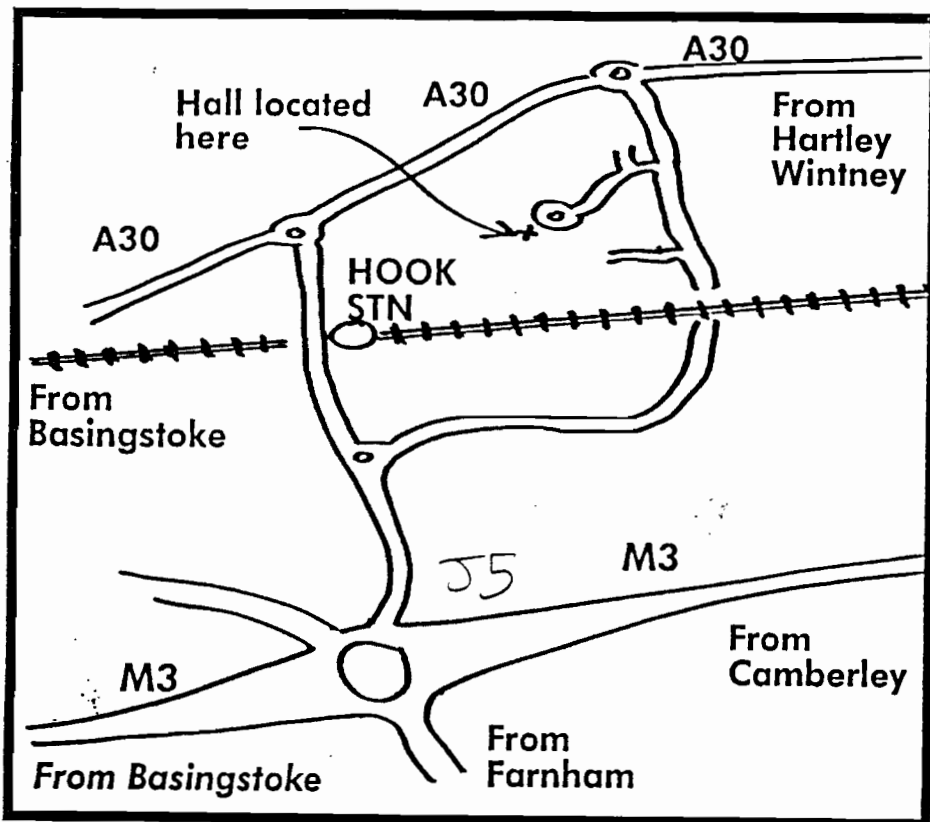 A30
A30
Hall located
here
From
Hartley
Wintney
A30
HOOK
STN
From
Basingstoke
J5
M3
From
Camberley
M3
From
Farnham
From Basingstoke